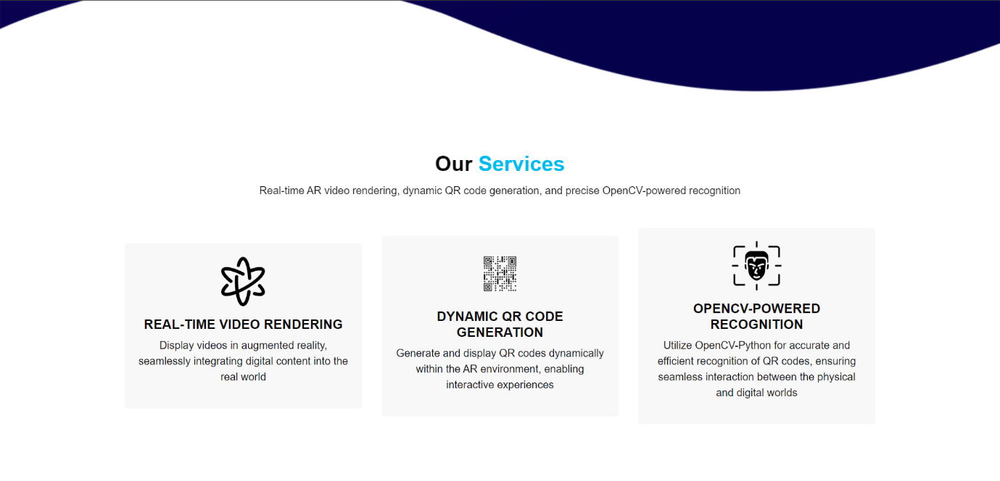 Our Services
Real-time AR video rendering, dynamic QR code generation, and precise OpenCV-powered recognition
REAL-TIME VIDEO RENDERING
Display videos in augmented reality,
seamlessly integrating digital content into the
real world
DYNAMIC QR CODE
GENERATION
Generate and display QR codes dynamically
within the AR environment, enabling
interactive experiences
OPENCV-POWERED
RECOGNITION
Utilize OpenCV-Python for accurate and
efficient recognition of QR codes, ensuring
seamless interaction between the physical
and digital worlds